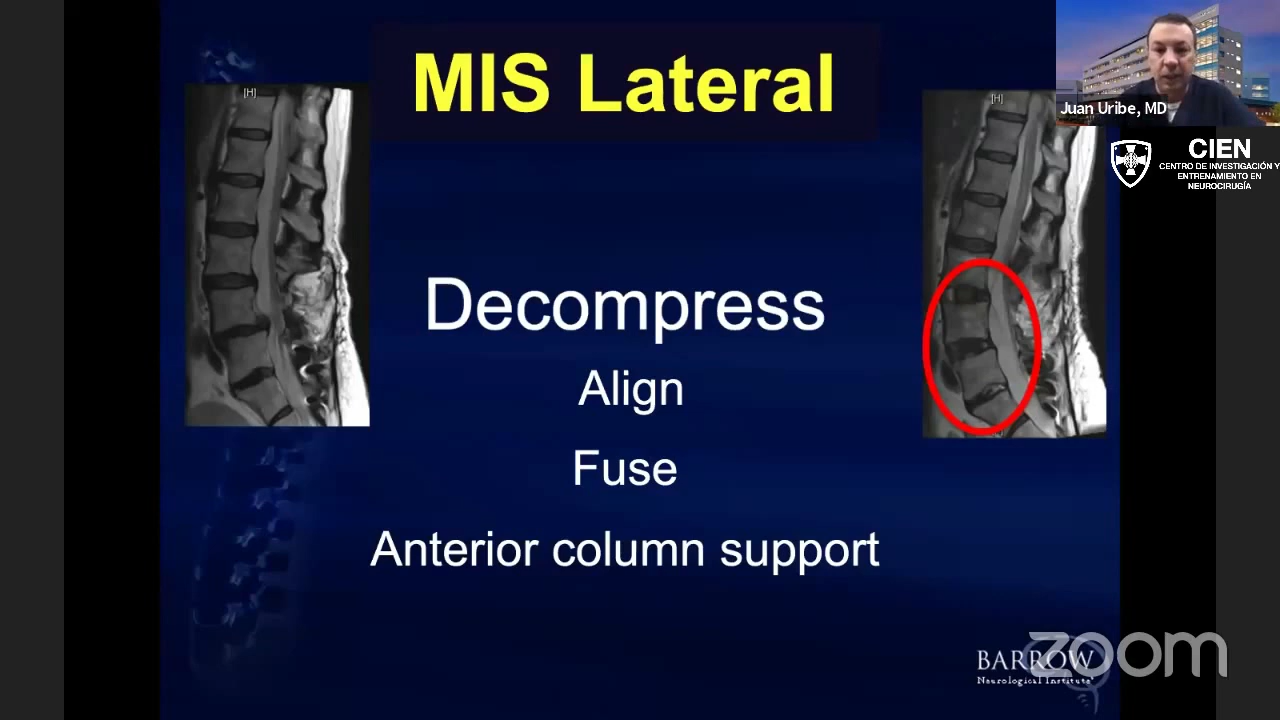 MIS Lateral
Juan Uribe, MD
[H]
[H]
CIEN
CENTRO DE INVESTIGACIÓN Y
ENTRENAMIENTO EN
NEUROCIRUGÍA
Decompress
Align
Fuse
Anterior column support
BARROW
Neurological Institute
zoom